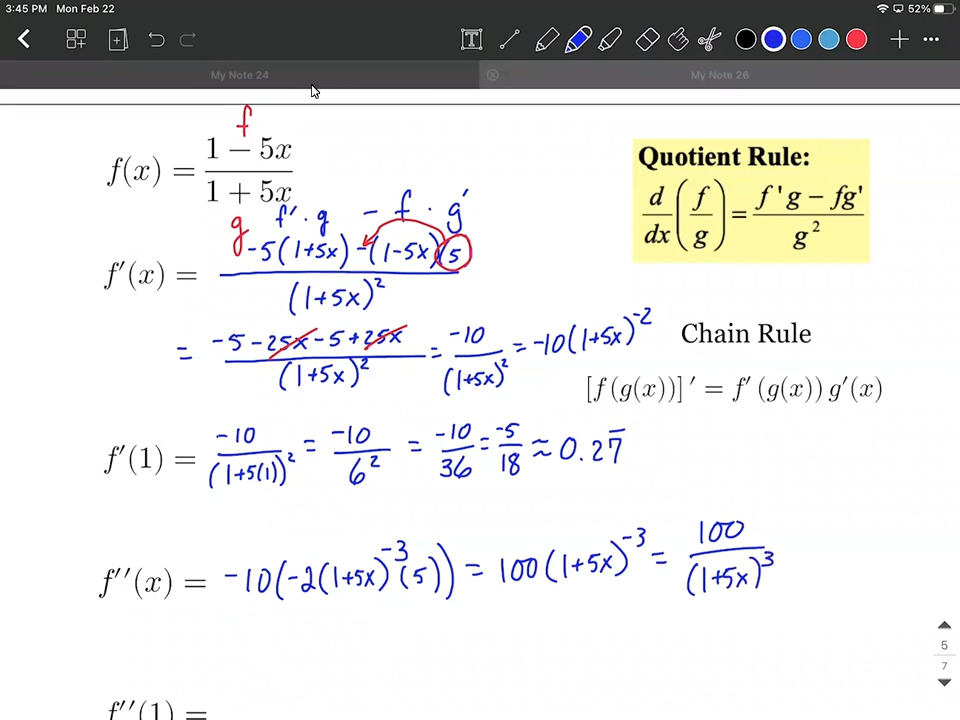 3:45 PM Mon Feb 22
52%
My Note 24
My Note 26
f
f(x) = (1 − 5x)/(1 + 5x)
g
f' · g − f · g'
f'(x) = (-5(1+5x) - (1-5x)(5)/(1+5x)²
= (-5 - 25x - 5 + 25x)/(1+5x)² = -10/(1+5x)² = -10(1+5x)⁻²
f'(1) = -10/(1+5(1))² = -10/6² = -10/36 = -5/18 ≈ 0.27̅
f''(x) = -10(-2(1+5x)⁻³(5)) = 100(1+5x)⁻³ = 100/(1+5x)³
f''(1) =
Quotient Rule:
d/dx (f/g) = (f'g − fg')/g²
Chain Rule
[f(g(x))]' = f'(g(x)) g'(x)
5
7